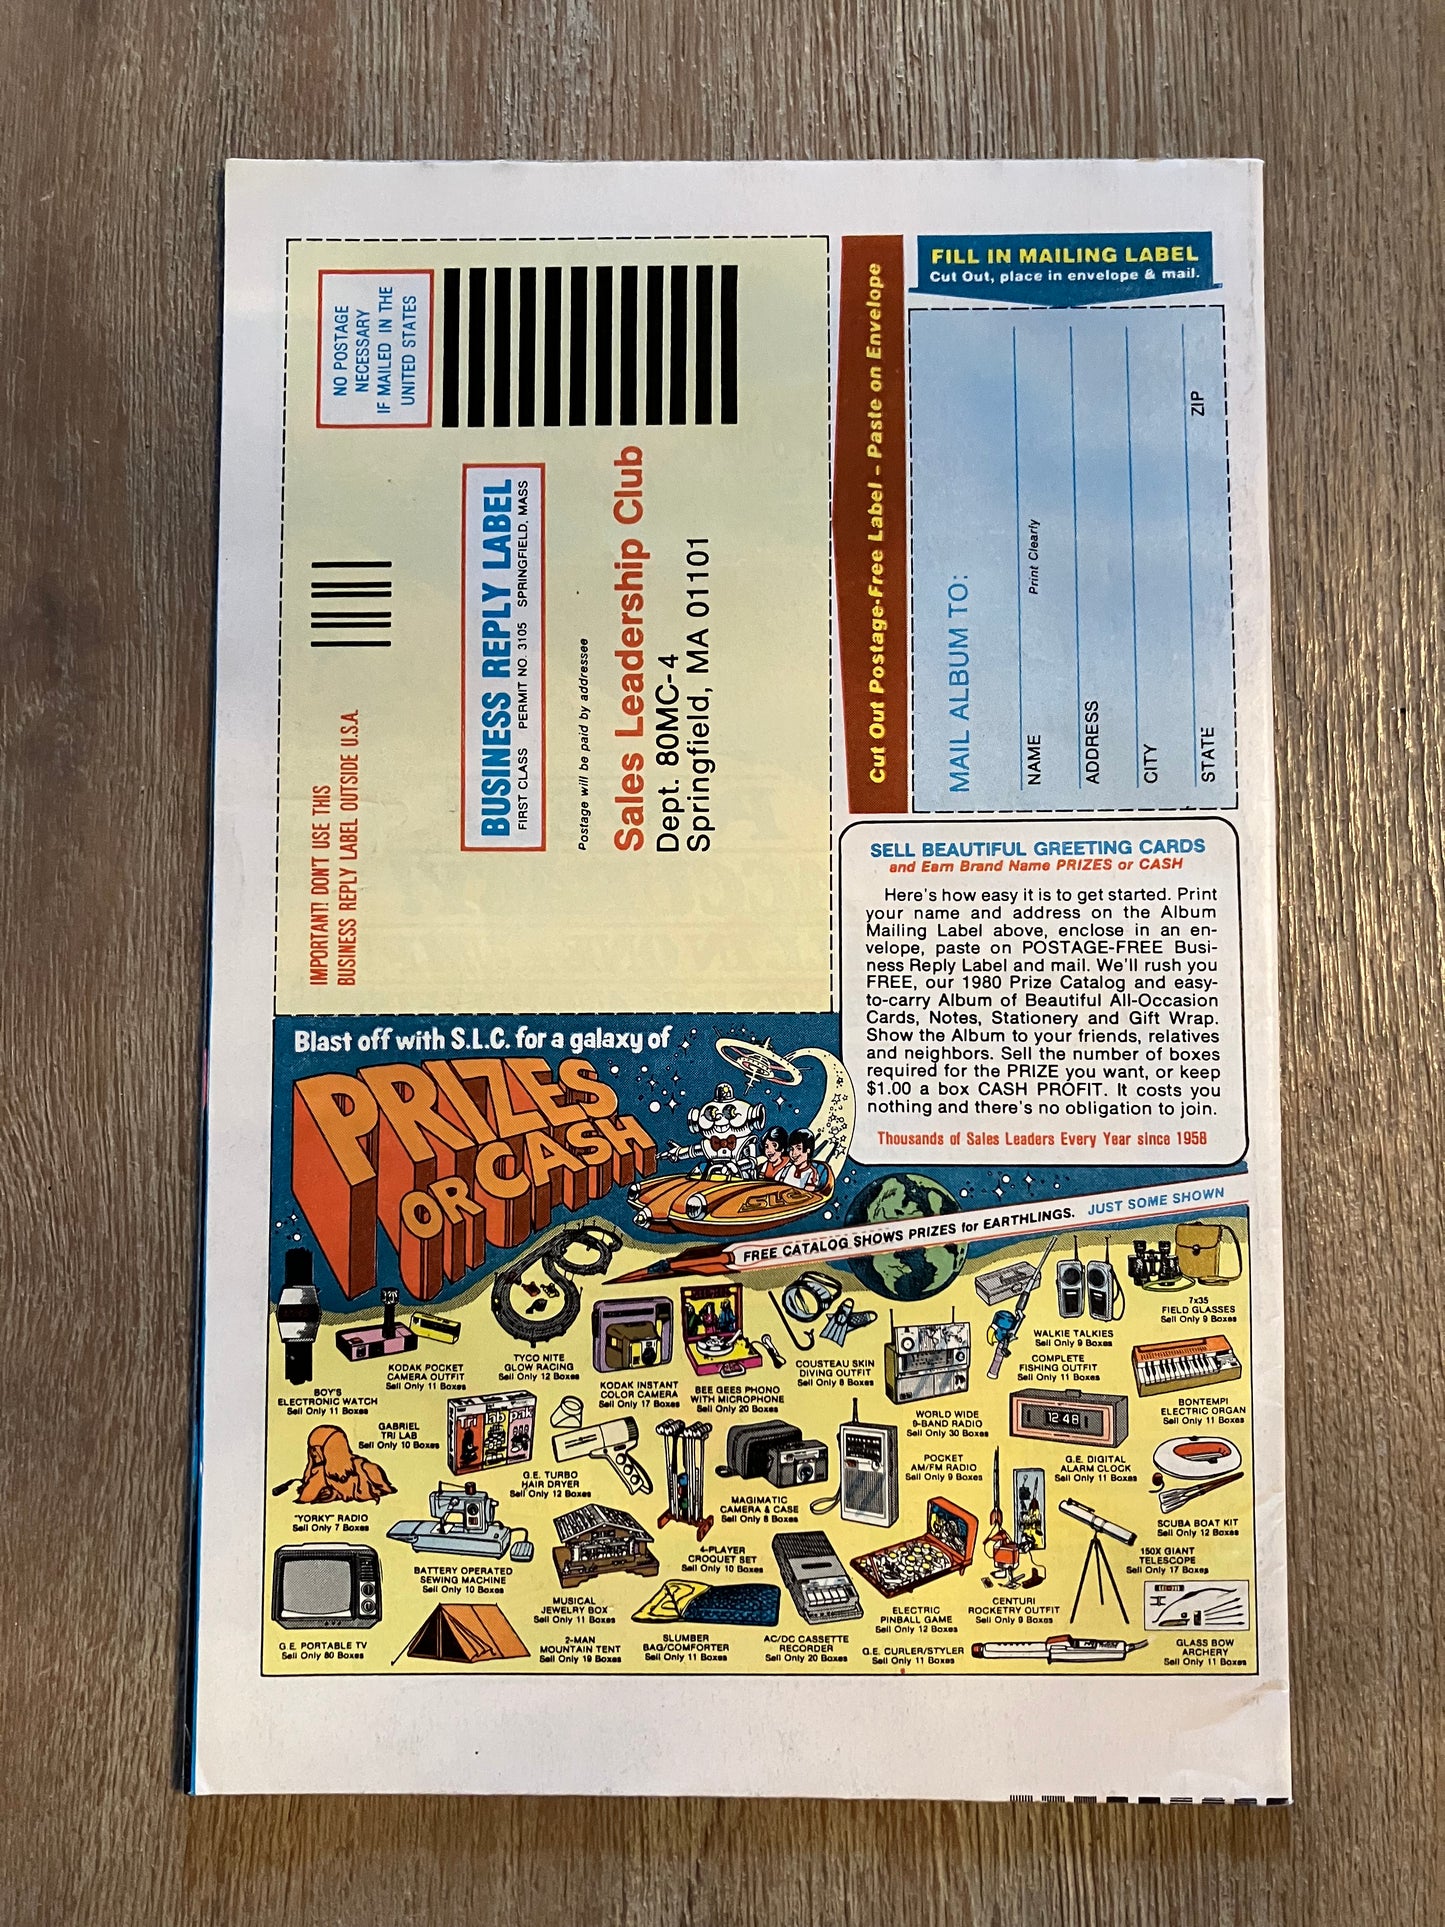 NO POSTAGE
NECESSARY
IF MAILED IN THE
UNITED STATES
IMPORTANT! DON'T USE THIS
BUSINESS REPLY LABEL OUTSIDE U.S.A.
BUSINESS REPLY LABEL
FIRST CLASS PERMIT NO. 3105 SPRINGFIELD, MASS
Postage will be paid by addressee
Sales Leadership Club
Dept. 80MC-4
Springfield, MA 01101
Cut Out Postage-Free Label – Paste on Envelope
FILL IN MAILING LABEL
Cut Out, place in envelope & mail.
MAIL ALBUM TO:
NAME
Print Clearly
ADDRESS
CITY
STATE ZIP
SELL BEAUTIFUL GREETING CARDS
and Earn Brand Name PRIZES or CASH
Here's how easy it is to get started. Print
your name and address on the Album
Mailing Label above, enclose in an en-
velope, paste on POSTAGE-FREE Busi-
ness Reply Label and mail. We'll rush you
FREE, our 1980 Prize Catalog and easy-
to-carry Album of Beautiful All-Occasion
Cards, Notes, Stationery and Gift Wrap.
Show the Album to your friends, relatives
and neighbors. Sell the number of boxes
required for the PRIZE you want, or keep
$1.00 a box CASH PROFIT. It costs you
nothing and there's no obligation to join.
Thousands of Sales Leaders Every Year since 1958
Blast off with S.L.C. for a galaxy of
PRIZES
OR CASH
SLC
FREE CATALOG SHOWS PRIZES for EARTHLINGS. JUST SOME SHOWN
BOY'S
ELECTRONIC WATCH
Sell Only 11 Boxes
KODAK POCKET
CAMERA OUTFIT
Sell Only 11 Boxes
TYCO NITE
GLOW RACING
Sell Only 12 Boxes
KODAK INSTANT
COLOR CAMERA
Sell Only 17 Boxes
BEE GEES PHONO
WITH MICROPHONE
Sell Only 20 Boxes
COUSTEAU SKIN
DIVING OUTFIT
Sell Only 8 Boxes
WORLD WIDE
9-BAND RADIO
Sell Only 30 Boxes
WALKIE TALKIES
Sell Only 9 Boxes
COMPLETE
FISHING OUTFIT
Sell Only 11 Boxes
7x35
FIELD GLASSES
Sell Only 9 Boxes
BONTEMPI
ELECTRIC ORGAN
Sell Only 11 Boxes
GABRIEL
TRI LAB
Sell Only 10 Boxes
Tri lab pak
G.E. TURBO
HAIR DRYER
Sell Only 12 Boxes
MAGIMATIC
CAMERA & CASE
Sell Only 8 Boxes
POCKET
AM/FM RADIO
Sell Only 9 Boxes
12 48
G.E. DIGITAL
ALARM CLOCK
Sell Only 11 Boxes
SCUBA BOAT KIT
Sell Only 12 Boxes
"YORKY" RADIO
Sell Only 7 Boxes
BATTERY OPERATED
SEWING MACHINE
Sell Only 10 Boxes
4-PLAYER
CROQUET SET
Sell Only 10 Boxes
MUSICAL
JEWELRY BOX
Sell Only 11 Boxes
ELECTRIC
PINBALL GAME
Sell Only 12 Boxes
CENTURI
ROCKETRY OUTFIT
Sell Only 9 Boxes
150X GIANT
TELESCOPE
Sell Only 17 Boxes
G.E. PORTABLE TV
Sell Only 80 Boxes
2-MAN
MOUNTAIN TENT
Sell Only 19 Boxes
SLUMBER
BAG/COMFORTER
Sell Only 11 Boxes
AC/DC CASSETTE
RECORDER
Sell Only 20 Boxes
G.E. CURLER/STYLER
Sell Only 11 Boxes
GLASS BOW
ARCHERY
Sell Only 11 Boxes